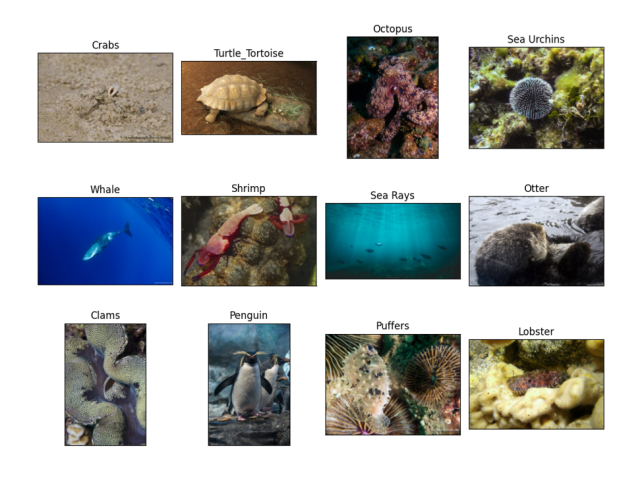 Crabs
Turtle_Tortoise
Octopus
Sea Urchins
Whale
Shrimp
Sea Rays
Otter
Clams
Penguin
Puffers
Lobster